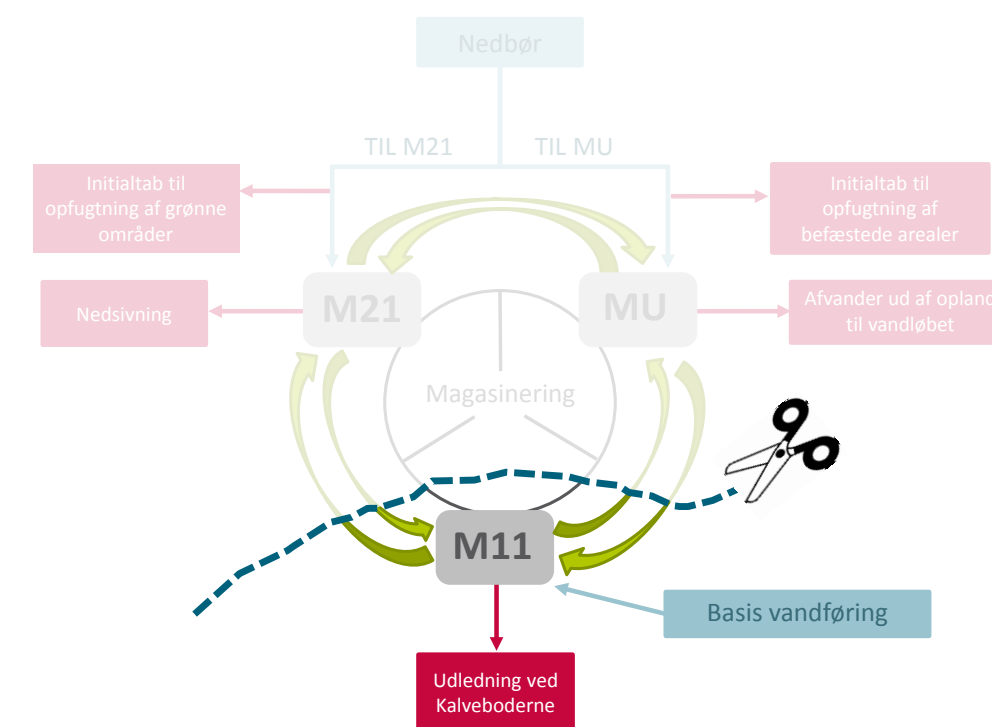 Nedbør
TIL M21
TIL MU
Initialtab til
opfugtning af grønne
områder
Initialtab til
opfugtning af
befæstede arealer
Nedsivning
M21
MU
Afvander ud af opland
til vandløbet
Magasinering
M11
Basis vandføring
Udledning ved
Kalveboderne